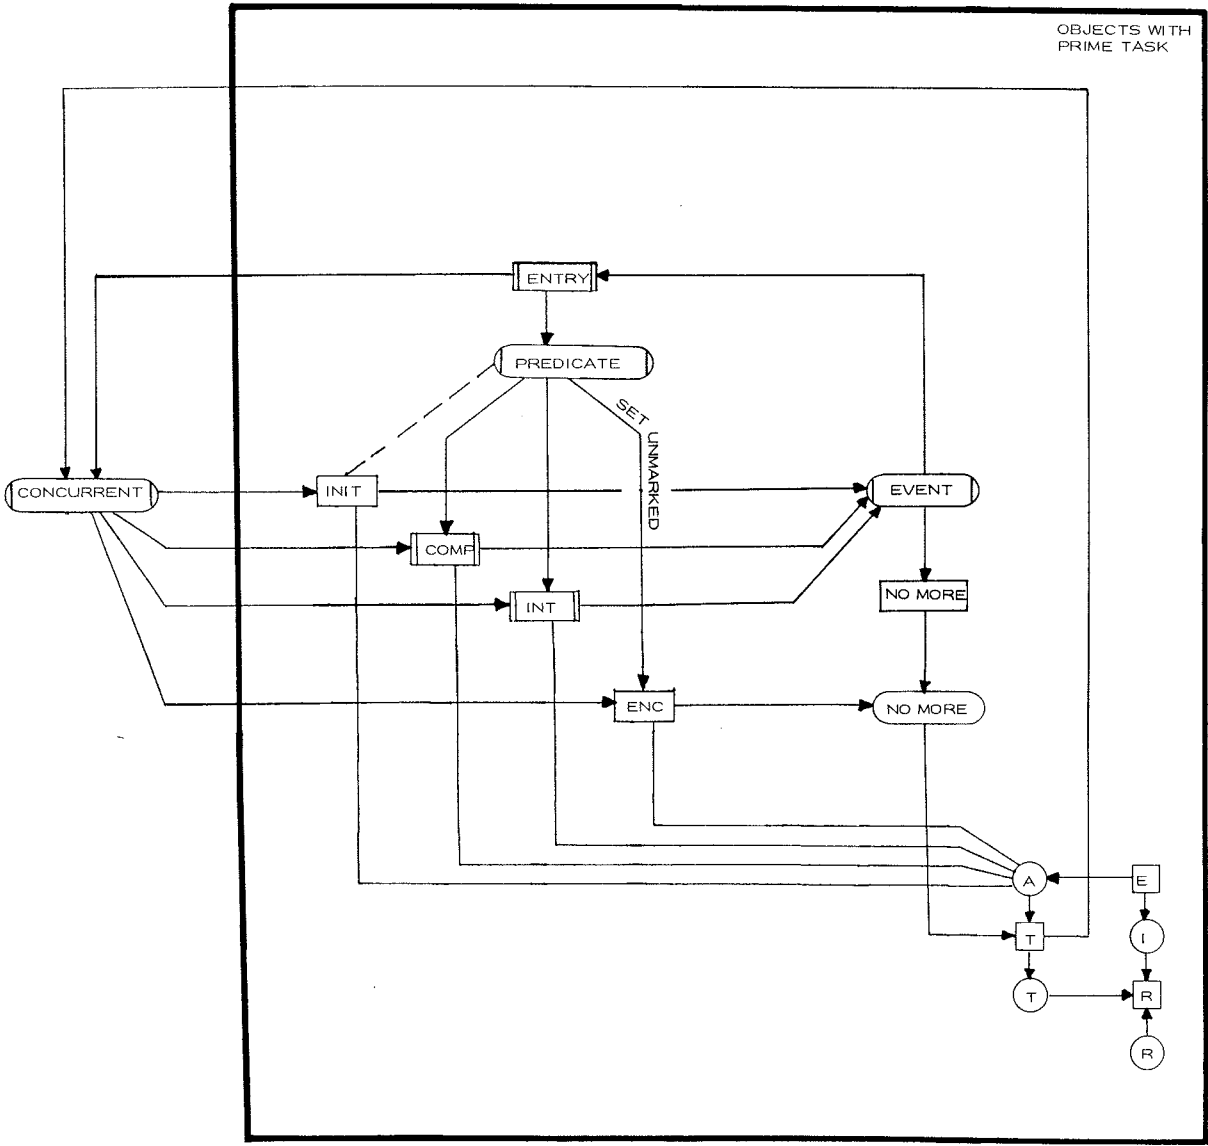 OBJECTS WITH
PRIME TASK
ENTRY
PREDICATE
SET
UNMARKED
CONCURRENT
INIT
EVENT
COMP
INT
NO MORE
ENC
NO MORE
A
E
T
I
T
R
R